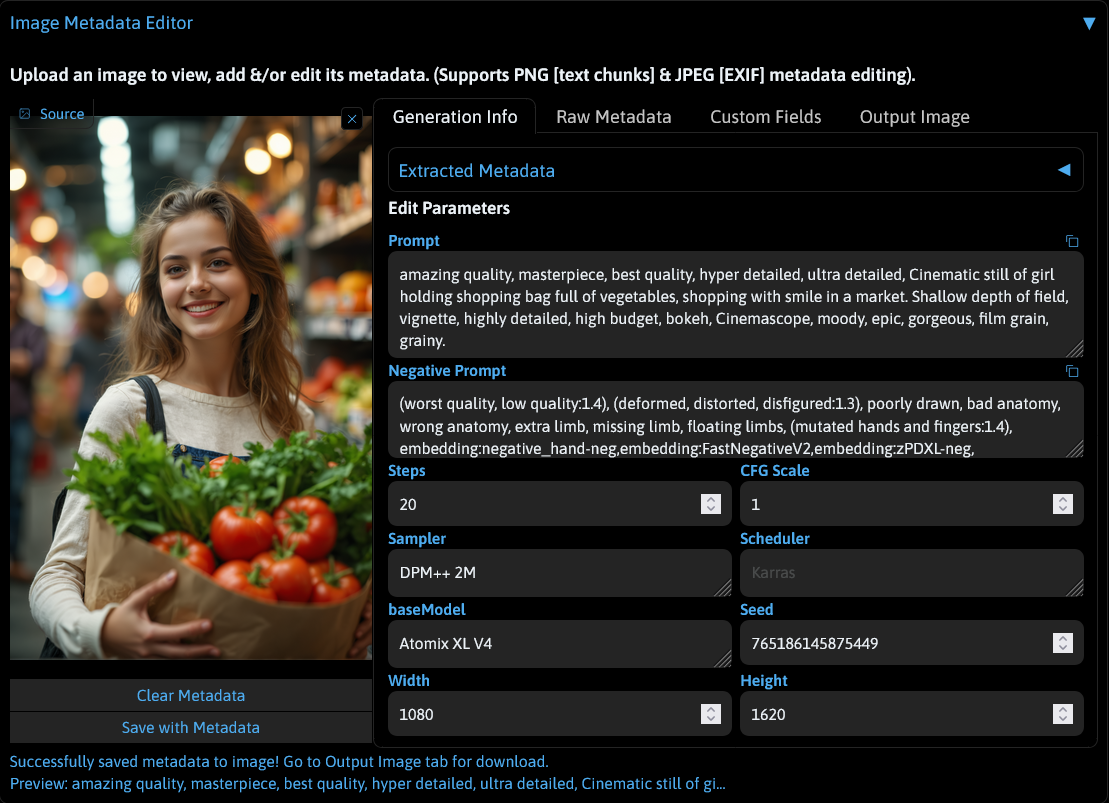 Image Metadata Editor
▼
Upload an image to view, add &/or edit its metadata. (Supports PNG [text chunks] & JPEG [EXIF] metadata editing).
Source
Generation Info
Raw Metadata
Custom Fields
Output Image
Extracted Metadata
◀
Edit Parameters
Prompt
amazing quality, masterpiece, best quality, hyper detailed, ultra detailed, Cinematic still of girl
holding shopping bag full of vegetables, shopping with smile in a market. Shallow depth of field,
vignette, highly detailed, high budget, bokeh, Cinemascope, moody, epic, gorgeous, film grain,
grainy.
Negative Prompt
(worst quality, low quality:1.4), (deformed, distorted, disfigured:1.3), poorly drawn, bad anatomy,
wrong anatomy, extra limb, missing limb, floating limbs, (mutated hands and fingers:1.4),
embedding:negative_hand-neg,embedding:FastNegativeV2,embedding:zPDXL-neg,
Steps
CFG Scale
20
1
Sampler
Scheduler
DPM++ 2M
Karras
baseModel
Seed
Atomix XL V4
765186145875449
Width
Height
1080
1620
Clear Metadata
Save with Metadata
Successfully saved metadata to image! Go to Output Image tab for download.
Preview: amazing quality, masterpiece, best quality, hyper detailed, ultra detailed, Cinematic still of gi...